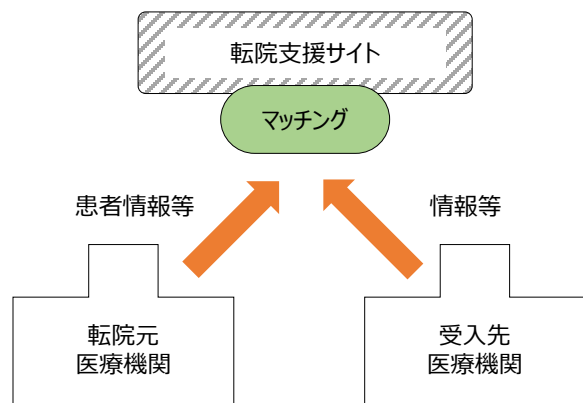 転院支援サイト
マッチング
患者情報等
情報等
転院元
医療機関
受入先
医療機関